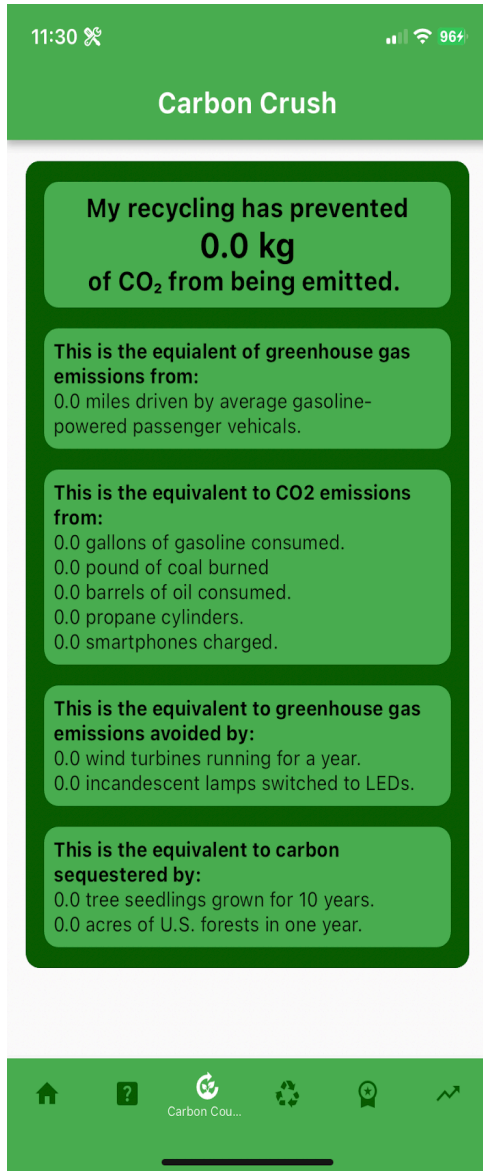 11:30
96
Carbon Crush
My recycling has prevented
0.0 kg
of CO₂ from being emitted.
This is the equialent of greenhouse gas
emissions from:
0.0 miles driven by average gasoline-
powered passenger vehicals.
This is the equivalent to CO2 emissions
from:
0.0 gallons of gasoline consumed.
0.0 pound of coal burned
0.0 barrels of oil consumed.
0.0 propane cylinders.
0.0 smartphones charged.
This is the equivalent to greenhouse gas
emissions avoided by:
0.0 wind turbines running for a year.
0.0 incandescent lamps switched to LEDs.
This is the equivalent to carbon
sequestered by:
0.0 tree seedlings grown for 10 years.
0.0 acres of U.S. forests in one year.
Carbon Cou...